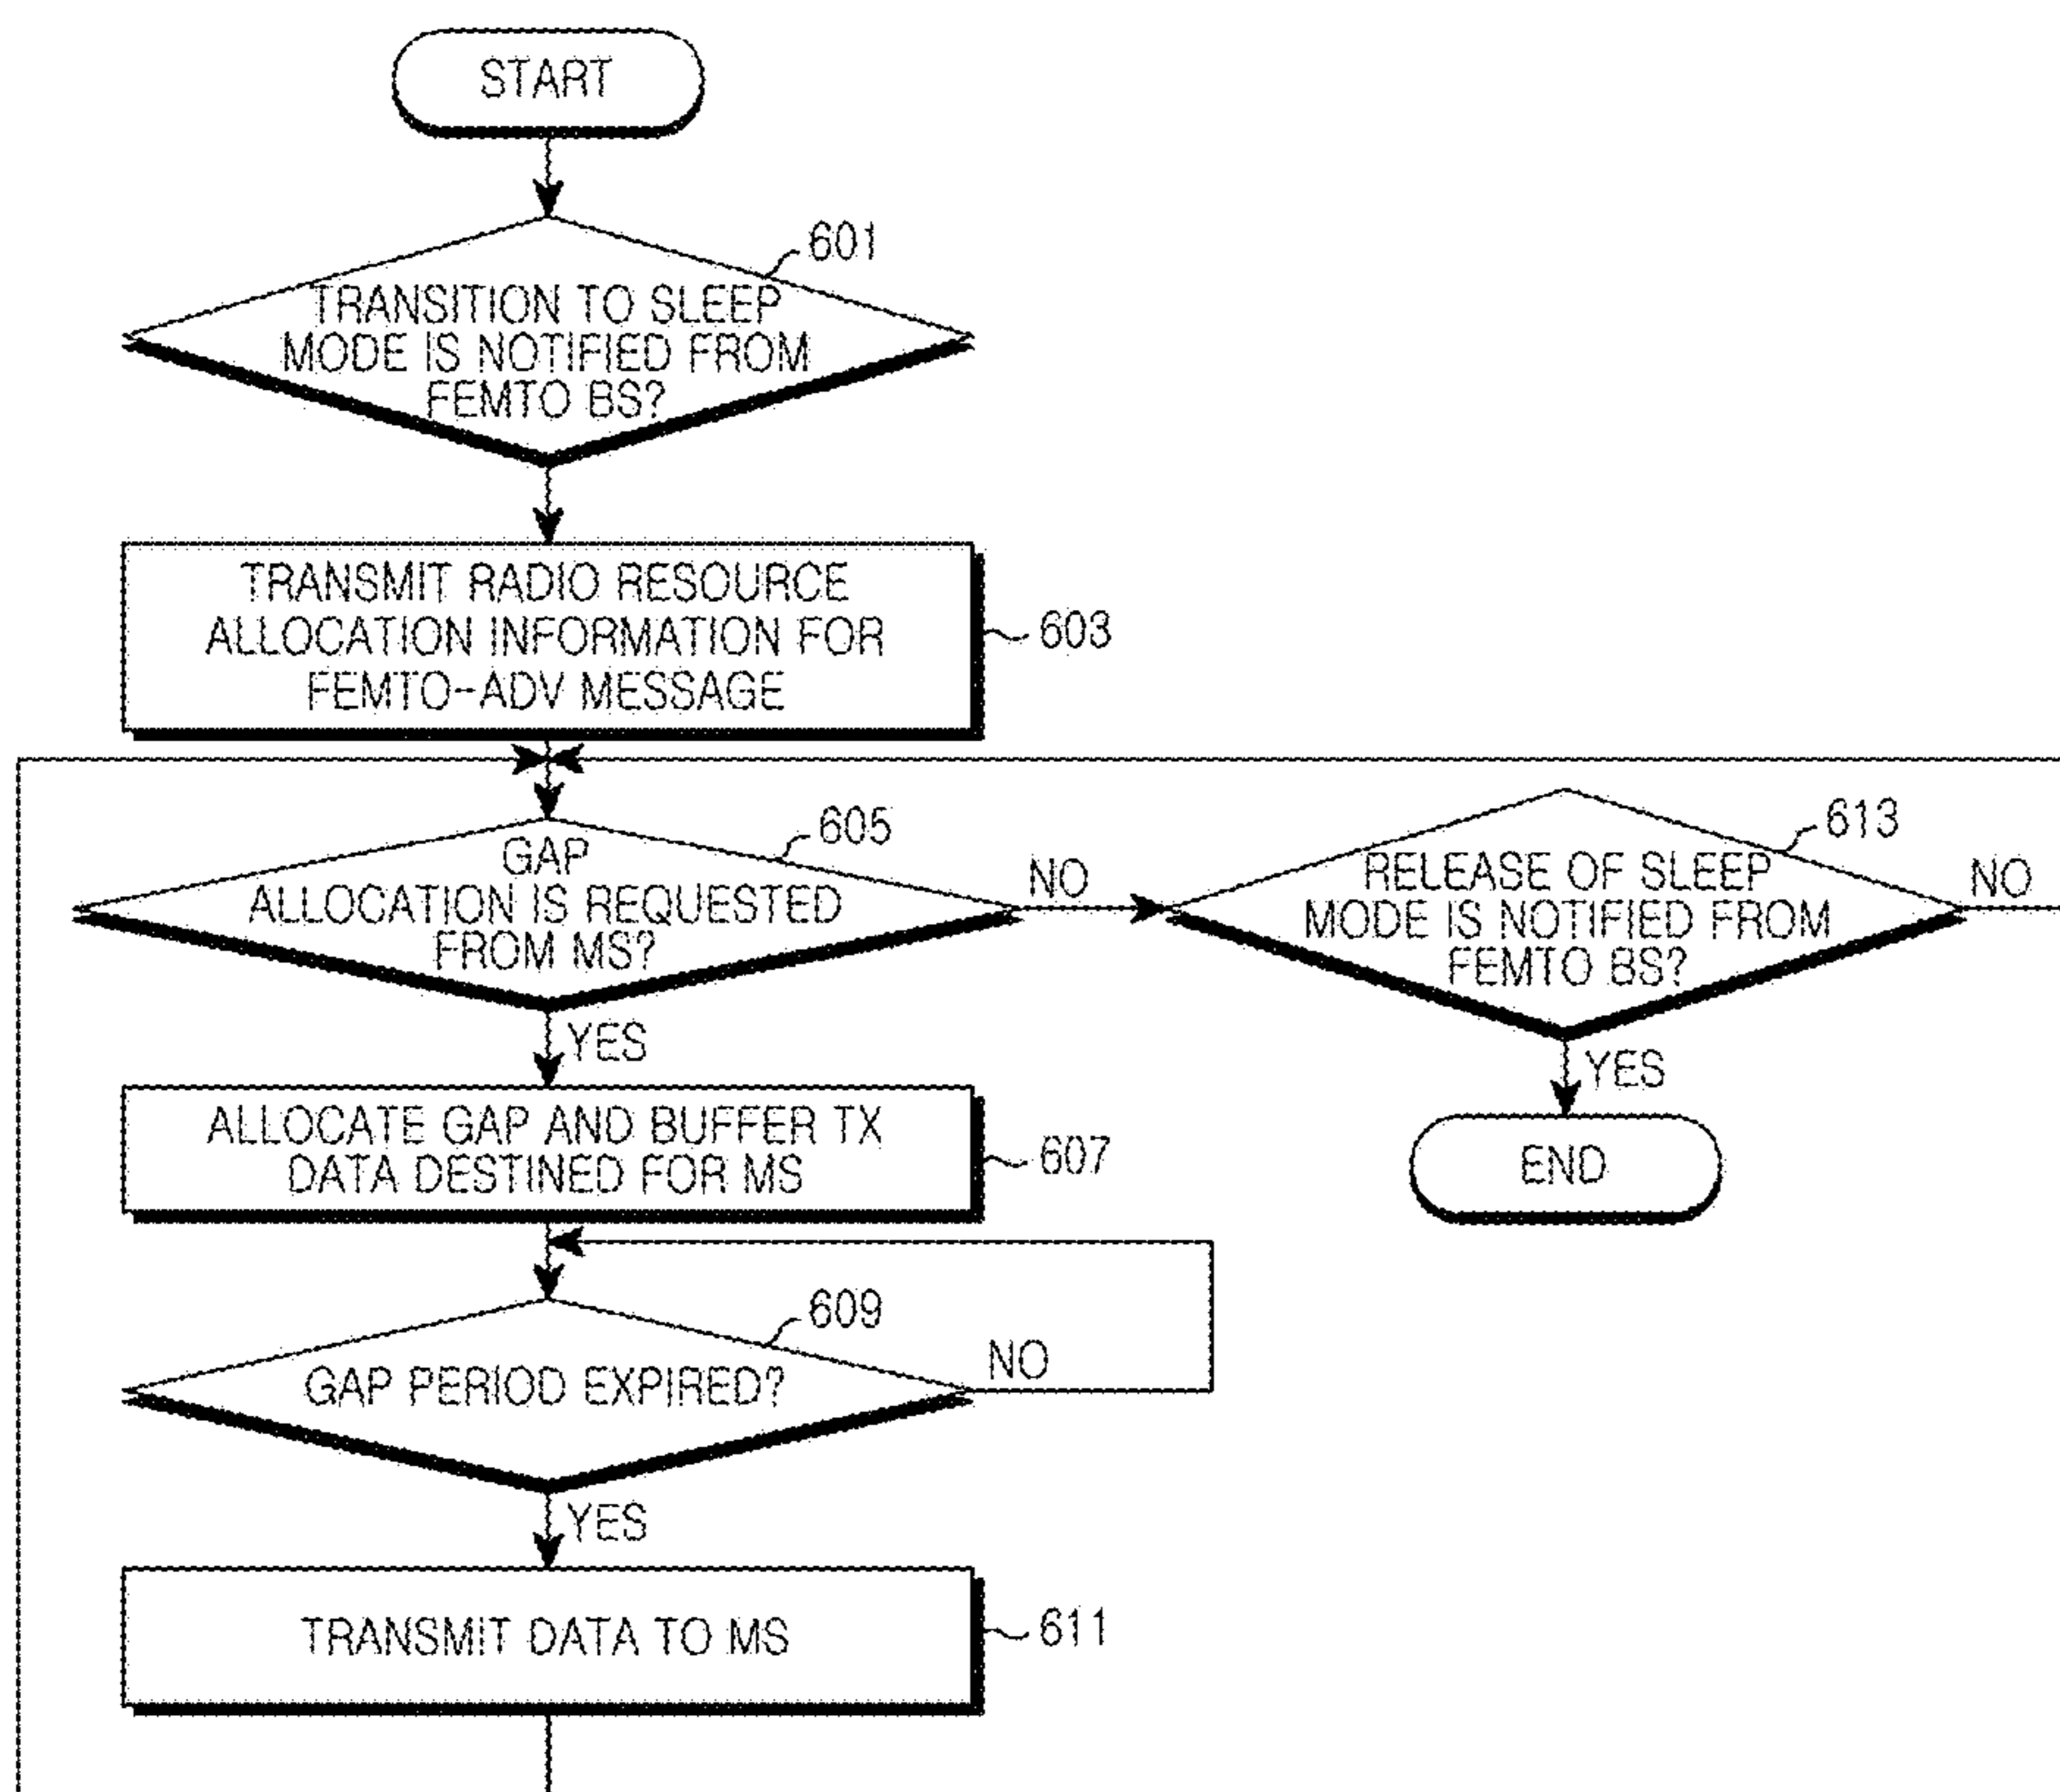 START
601
TRANSITION TO SLEEP
MODE IS NOTIFIED FROM
FEMTO BS?
TRANSMIT RADIO RESOURCE
ALLOCATION INFORMATION FOR
FEMTO-ADV MESSAGE
603
605
GAP
ALLOCATION IS REQUESTED
FROM MS?
NO
YES
613
RELEASE OF SLEEP
MODE IS NOTIFIED FROM
FEMTO BS?
NO
YES
END
ALLOCATE GAP AND BUFFER TX
DATA DESTINED FOR MS
607
609
GAP PERIOD EXPIRED?
NO
YES
TRANSMIT DATA TO MS
611